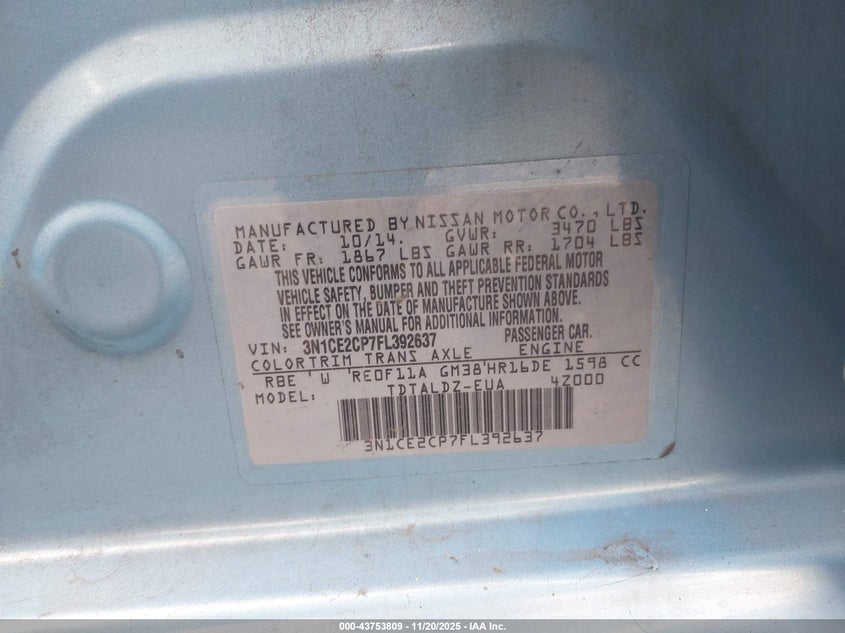 MANUFACTURED BY NISSAN MOTOR CO., LTD.
DATE: 10/14. GVWR: 3470 LBS
GAWR FR: 1867 LBS GAWR RR: 1704 LBS
THIS VEHICLE CONFORMS TO ALL APPLICABLE FEDERAL MOTOR
VEHICLE SAFETY, BUMPER AND THEFT PREVENTION STANDARDS
IN EFFECT ON THE DATE OF MANUFACTURE SHOWN ABOVE.
SEE OWNER'S MANUAL FOR ADDITIONAL INFORMATION.
VIN: 3N1CE2CP7FL392637 PASSENGER CAR.
COLOR TRIM TRANS AXLE ENGINE
RBE 'W 'RE0F11A GM38'HR16DE 1598 CC
MODEL: TDTALDZ-EUA 4Z000
3N1CE2CP7FL392637
000-43753809 - 11/20/2025 - IAA Inc.